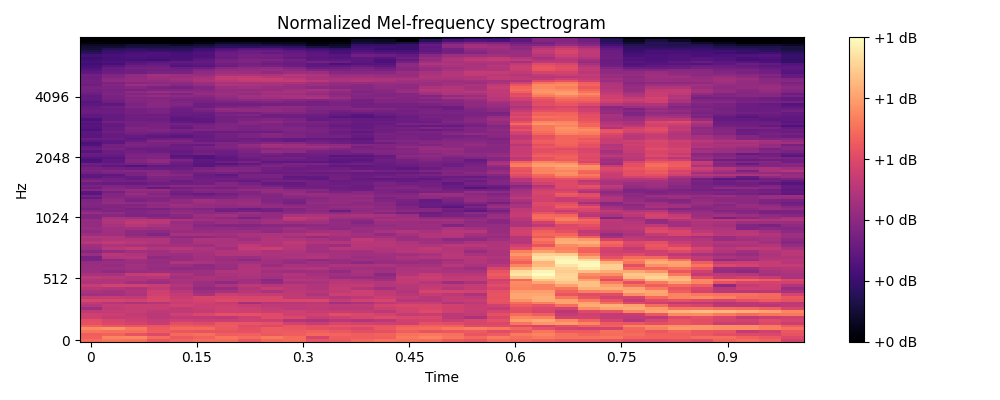 Normalized Mel-frequency spectrogram
Hz
4096
2048
1024
512
0
0 0.15 0.3 0.45 0.6 0.75 0.9
Time
+1 dB
+1 dB
+1 dB
+0 dB
+0 dB
+0 dB